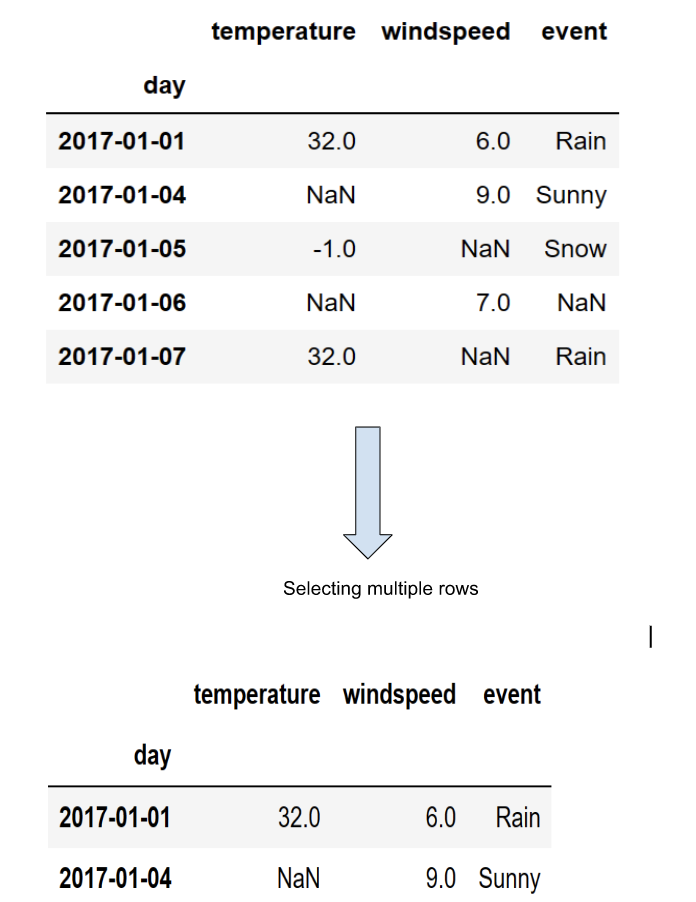 temperature windspeed event
day
2017-01-01 32.0 6.0 Rain
2017-01-04 NaN 9.0 Sunny
2017-01-05 -1.0 NaN Snow
2017-01-06 NaN 7.0 NaN
2017-01-07 32.0 NaN Rain
Selecting multiple rows
temperature windspeed event
day
2017-01-01 32.0 6.0 Rain
2017-01-04 NaN 9.0 Sunny